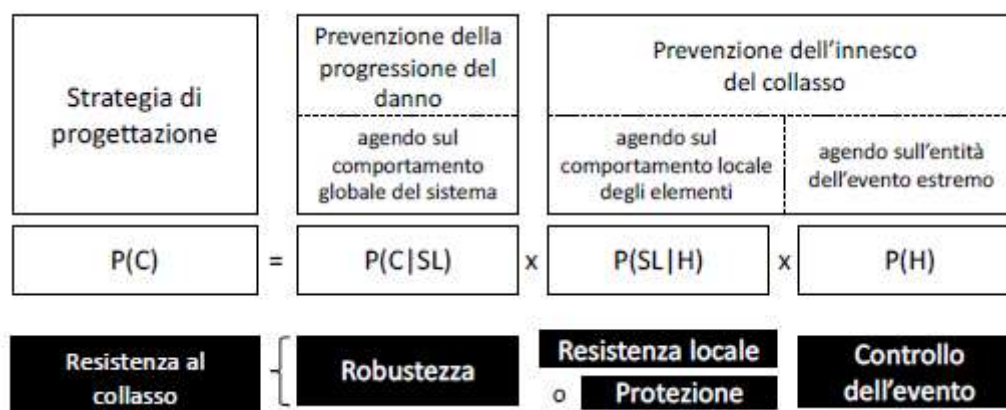 Strategia di
progettazione
Prevenzione della
progressione del
danno
agendo sul
comportamento
globale del sistema
Prevenzione dell'innesco
del collasso
agendo sul
comportamento locale
degli elementi
agendo sull'entità
dell'evento estremo
P(C)
=
P(C|SL)
x
P(SL|H)
x
P(H)
Resistenza al
collasso
Robustezza
Resistenza locale
o Protezione
Controllo
dell'evento